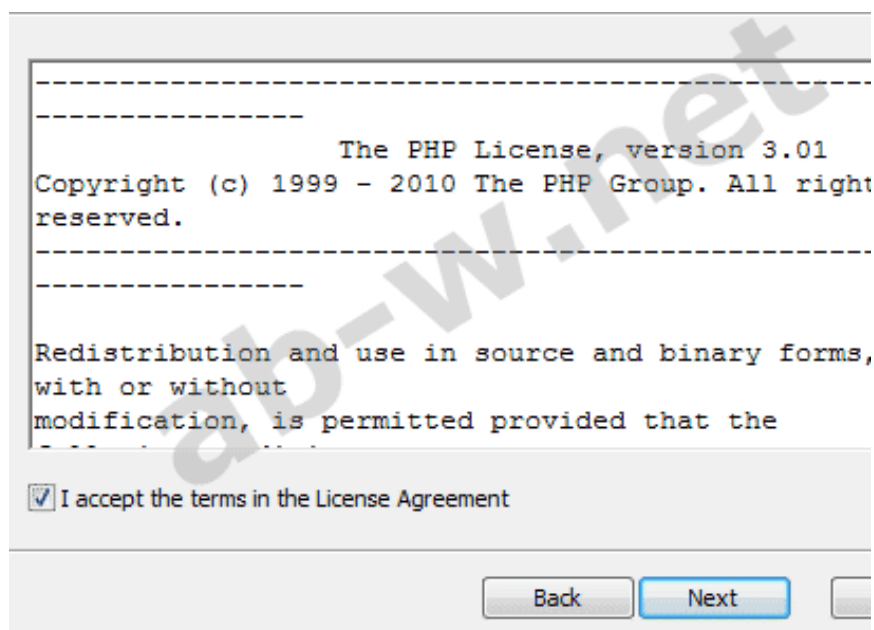 ----------------------------------------------------
----------------
The PHP License, version 3.01
Copyright (c) 1999 - 2010 The PHP Group. All right
reserved.
----------------------------------------------------
----------------
Redistribution and use in source and binary forms,
with or without
modification, is permitted provided that the
I accept the terms in the License Agreement
Back
Next
ab-w.net